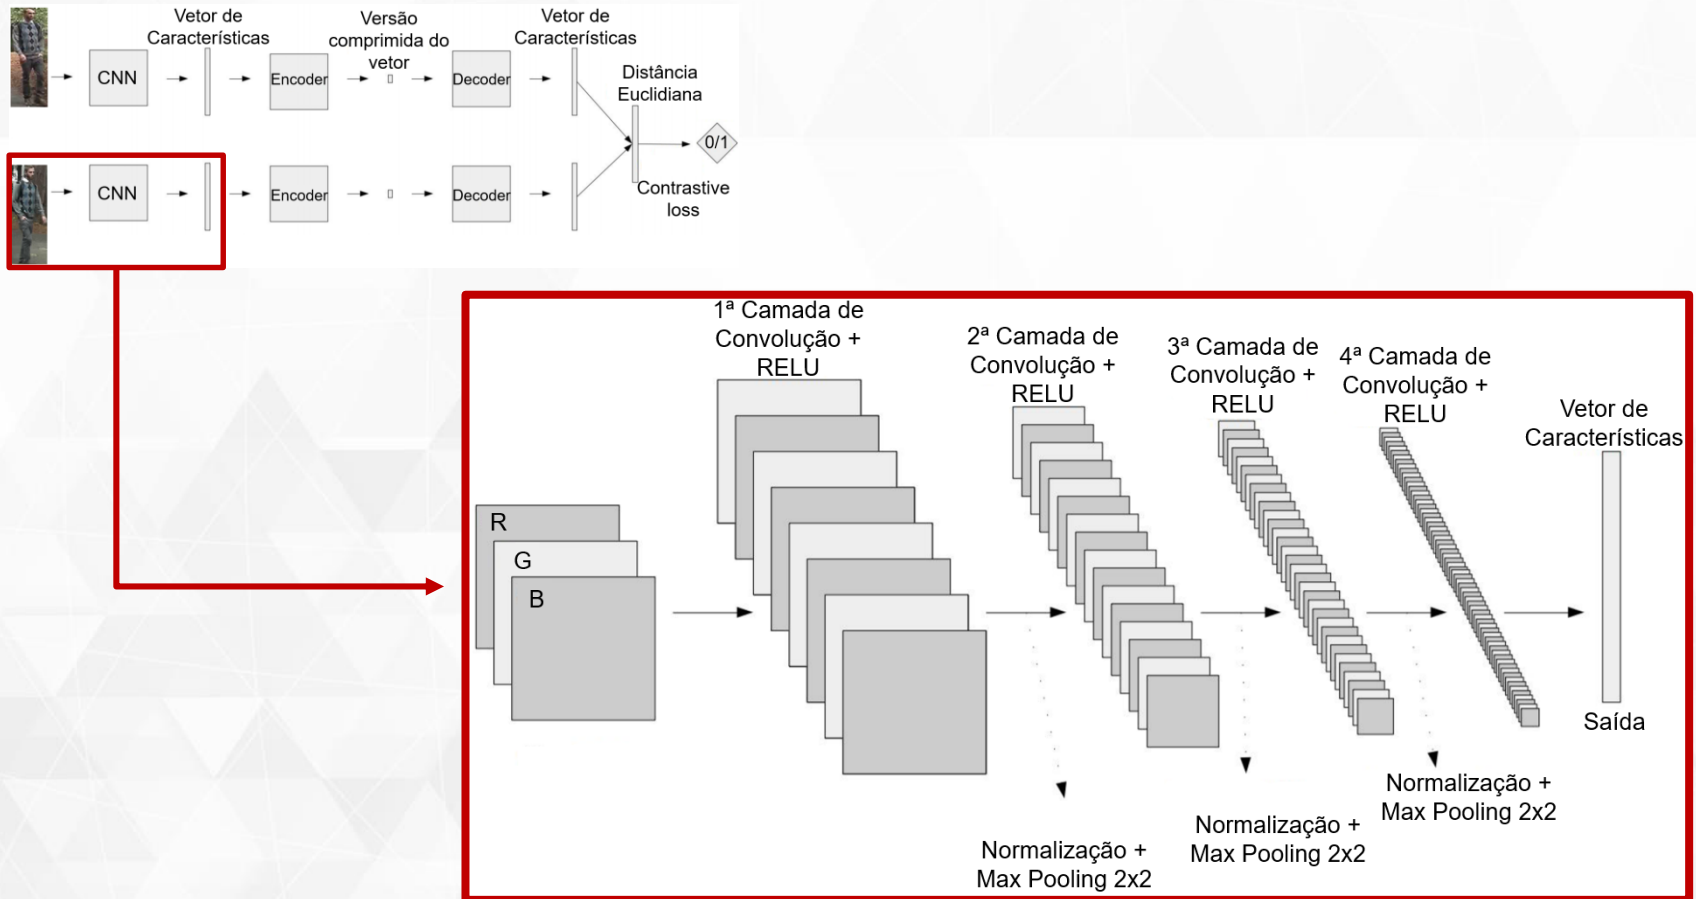 Vetor de
Características
Versão
comprimida do
vetor
Vetor de
Características
CNN
Encoder
Decoder
Distância
Euclidiana
0/1
CNN
Encoder
Decoder
Contrastive
loss
1ª Camada de
Convolução +
RELU
2ª Camada de
Convolução +
RELU
3ª Camada de
Convolução +
RELU
4ª Camada de
Convolução +
RELU
Vetor de
Características
R
G
B
Saída
Normalização +
Max Pooling 2x2
Normalização +
Max Pooling 2x2
Normalização +
Max Pooling 2x2